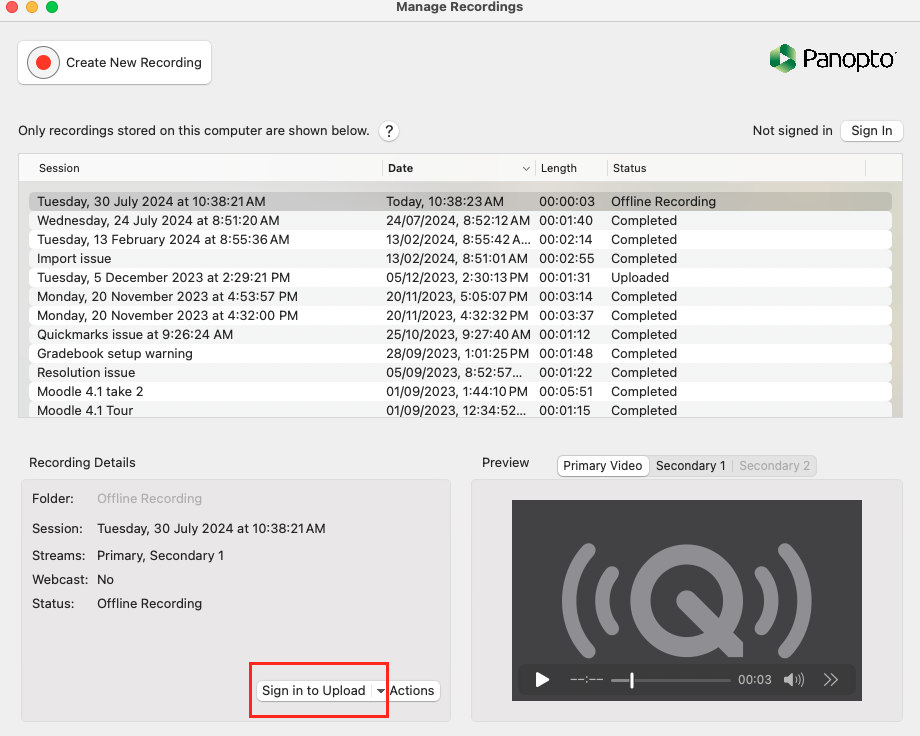 Manage Recordings
Create New Recording
Panopto
Only recordings stored on this computer are shown below. ? Not signed in Sign In
Session Date Length Status
Tuesday, 30 July 2024 at 10:38:21 AM Today, 10:38:23 AM 00:00:03 Offline Recording
Wednesday, 24 July 2024 at 8:51:20 AM 24/07/2024, 8:52:12 AM 00:01:40 Completed
Tuesday, 13 February 2024 at 8:55:36 AM 13/02/2024, 8:55:42 A... 00:02:14 Completed
Import issue 13/02/2024, 8:51:01 AM 00:02:55 Completed
Tuesday, 5 December 2023 at 2:29:21 PM 05/12/2023, 2:30:13 PM 00:01:31 Uploaded
Monday, 20 November 2023 at 4:53:57 PM 20/11/2023, 5:05:07 PM 00:03:14 Completed
Monday, 20 November 2023 at 4:32:00 PM 20/11/2023, 4:32:32 PM 00:03:37 Completed
Quickmarks issue at 9:26:24 AM 25/10/2023, 9:27:40 AM 00:01:12 Completed
Gradebook setup warning 28/09/2023, 1:01:25 PM 00:01:48 Completed
Resolution issue 05/09/2023, 8:52:57... 00:01:22 Completed
Moodle 4.1 take 2 01/09/2023, 1:44:10 PM 00:05:51 Completed
Moodle 4.1 Tour 01/09/2023, 12:34:52... 00:01:15 Completed
Recording Details
Folder: Offline Recording
Session: Tuesday, 30 July 2024 at 10:38:21 AM
Streams: Primary, Secondary 1
Webcast: No
Status: Offline Recording
Sign in to Upload Actions
Preview Primary Video Secondary 1 Secondary 2
--:-- 00:03